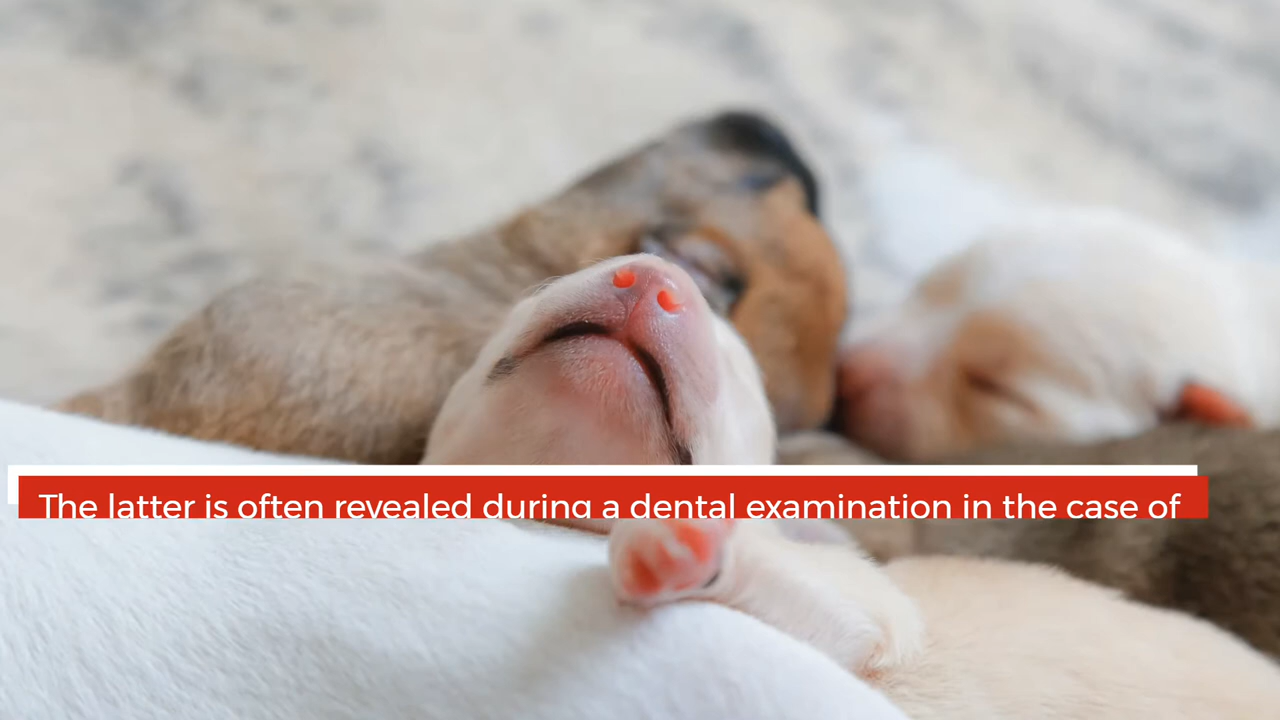 The latter is often revealed during a dental examination in the case of